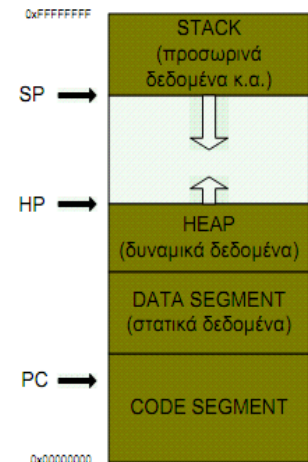 0xFFFFFFFF
STACK
(προσωρινά
δεδομένα κ.α.)
SP
HP
HEAP
(δυναμικά δεδομένα)
DATA SEGMENT
(στατικά δεδομένα)
PC
CODE SEGMENT
0x00000000